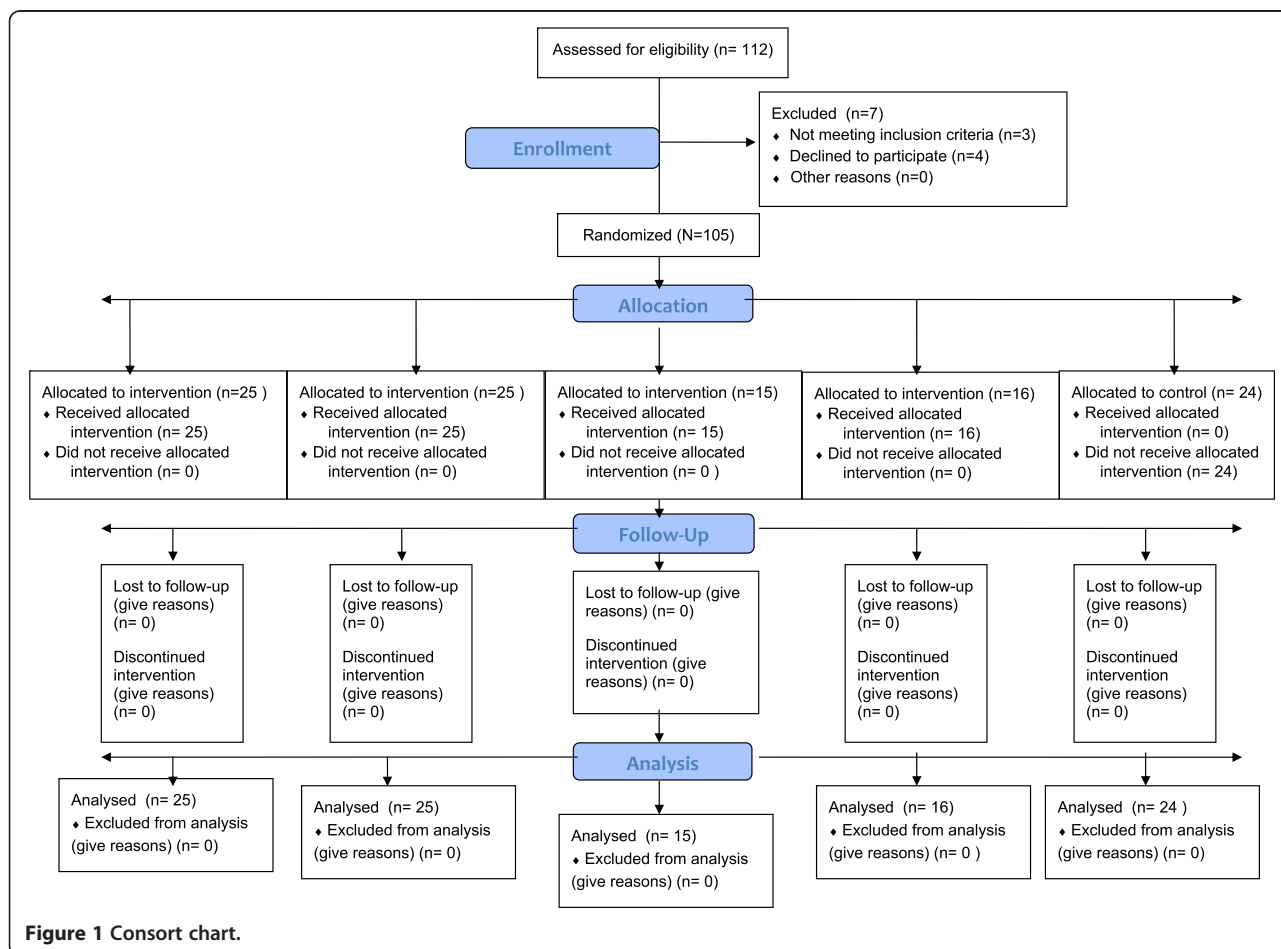 Assessed for eligibility (n= 112)
Excluded (n=7)
♦ Not meeting inclusion criteria (n=3)
♦ Declined to participate (n=4)
♦ Other reasons (n=0)
Enrollment
Randomized (N=105)
Allocation
Allocated to intervention (n=25 )
♦ Received allocated
intervention (n= 25)
♦ Did not receive allocated
intervention (n= 0)
Allocated to intervention (n=25 )
♦ Received allocated
intervention (n= 25)
♦ Did not receive allocated
intervention (n= 0)
Allocated to intervention (n=15)
♦ Received allocated
intervention (n= 15)
♦ Did not receive allocated
intervention (n= 0 )
Allocated to intervention (n=16)
♦ Received allocated
intervention (n= 16)
♦ Did not receive allocated
intervention (n= 0)
Allocated to control (n= 24)
♦ Received allocated
intervention (n= 0)
♦ Did not receive allocated
intervention (n= 24)
Follow-Up
Lost to follow-up
(give reasons)
(n= 0)
Discontinued
intervention
(give reasons)
(n= 0)
Lost to follow-up
(give reasons)
(n= 0)
Discontinued
intervention
(give reasons)
(n= 0)
Lost to follow-up (give
reasons) (n= 0)
Discontinued
intervention (give
reasons) (n= 0)
Lost to follow-up
(give reasons)
(n= 0)
Discontinued
intervention
(give reasons)
(n= 0)
Lost to follow-up
(give reasons)
(n= 0)
Discontinued
intervention
(give reasons)
(n= 0)
Analysis
Analysed (n= 25)
♦ Excluded from analysis
(give reasons) (n= 0)
Analysed (n= 25)
♦ Excluded from analysis
(give reasons) (n= 0)
Analysed (n= 15)
♦ Excluded from analysis
(give reasons) (n= 0)
Analysed (n= 16)
♦ Excluded from analysis
(give reasons) (n= 0 )
Analysed (n= 24 )
♦ Excluded from analysis
(give reasons) (n= 0)
Figure 1 Consort chart.